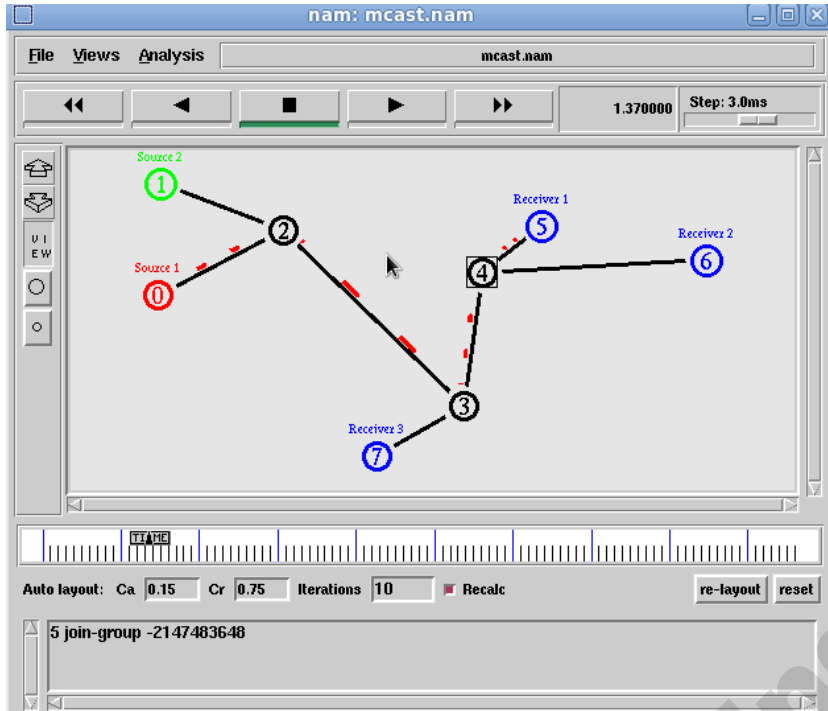 nam: mcast.nam
File Views Analysis mcast.nam
1.370000 Step: 3.0ms
VI
EW
Source 2
1
2
Source 1
0
Receiver 1
5
4
Receiver 2
6
3
Receiver 3
7
TIME
Auto layout: Ca 0.15 Cr 0.75 Iterations 10 Recalc re-layout reset
5 join-group -2147483648